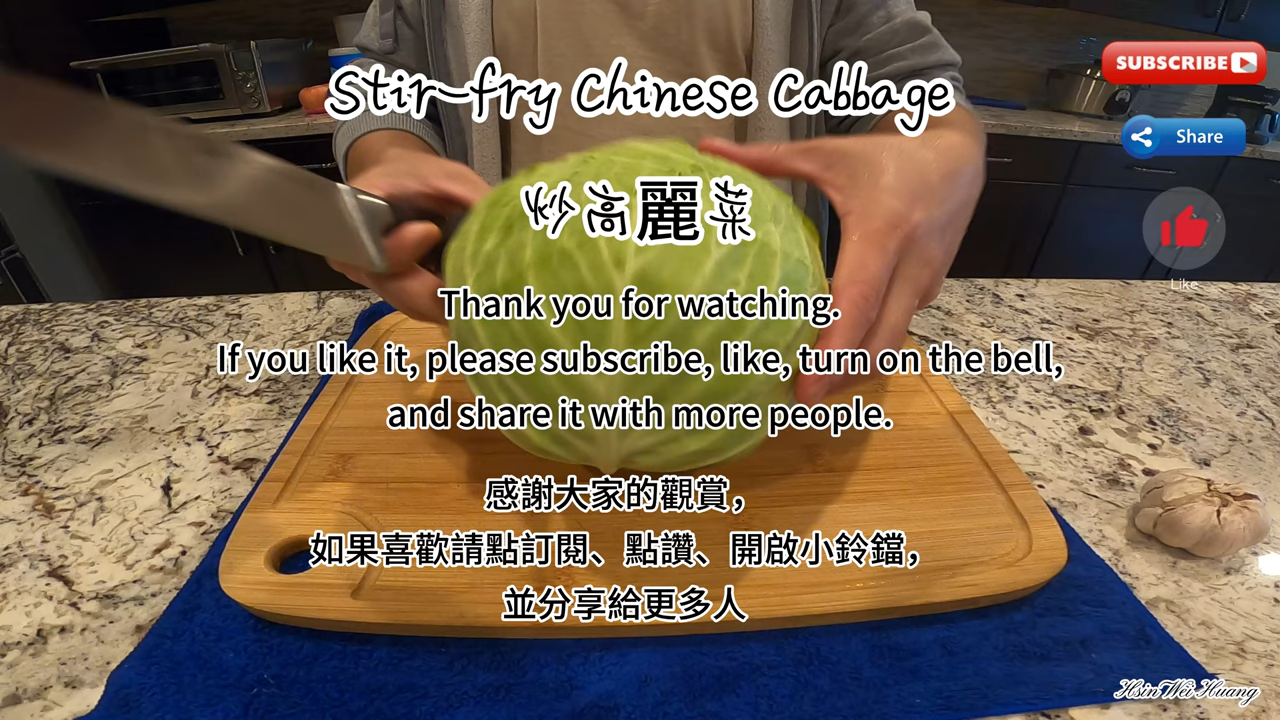 Stir-fry Chinese Cabbage
SUBSCRIBE
Share
炒高麗菜
Like
Thank you for watching.
If you like it, please subscribe, like, turn on the bell,
and share it with more people.
感謝大家的觀賞，
如果喜歡請點訂閱、點讚、開啟小鈴鐺，
並分享給更多人
Hsin Wei Huang